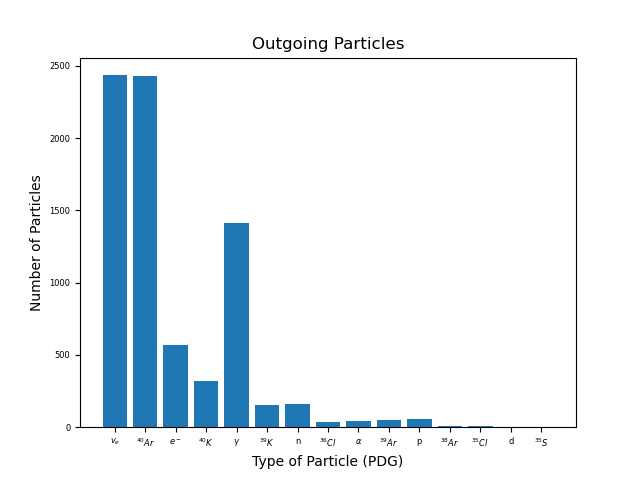 Outgoing Particles
Number of Particles
2500
2000
1500
1000
500
0
νₑ ⁴⁰Ar e⁻ ⁴⁰K γ ³⁹K n ³⁶Cl α ³⁹Ar p ³⁸Ar ³⁵Cl d ³⁵S
Type of Particle (PDG)